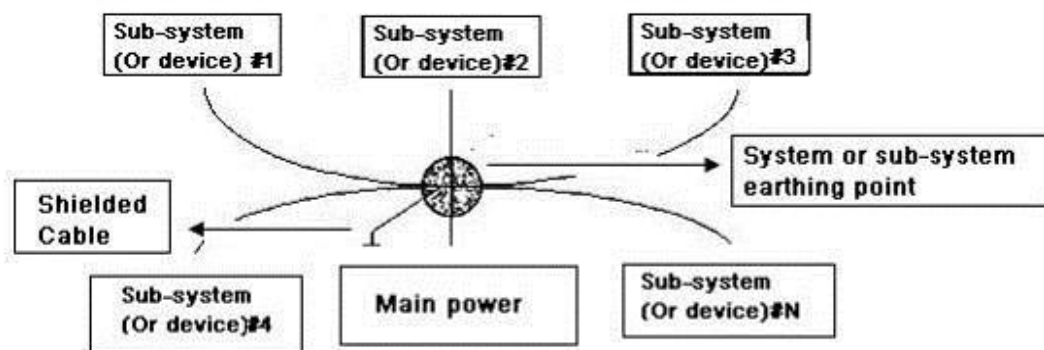 Sub-system
(Or device) #1
Sub-system
(Or device)#2
Sub-system
(Or device)#3
System or sub-system
earthing point
Shielded
Cable
Sub-system
(Or device)#4
Main power
Sub-system
(Or device)#N